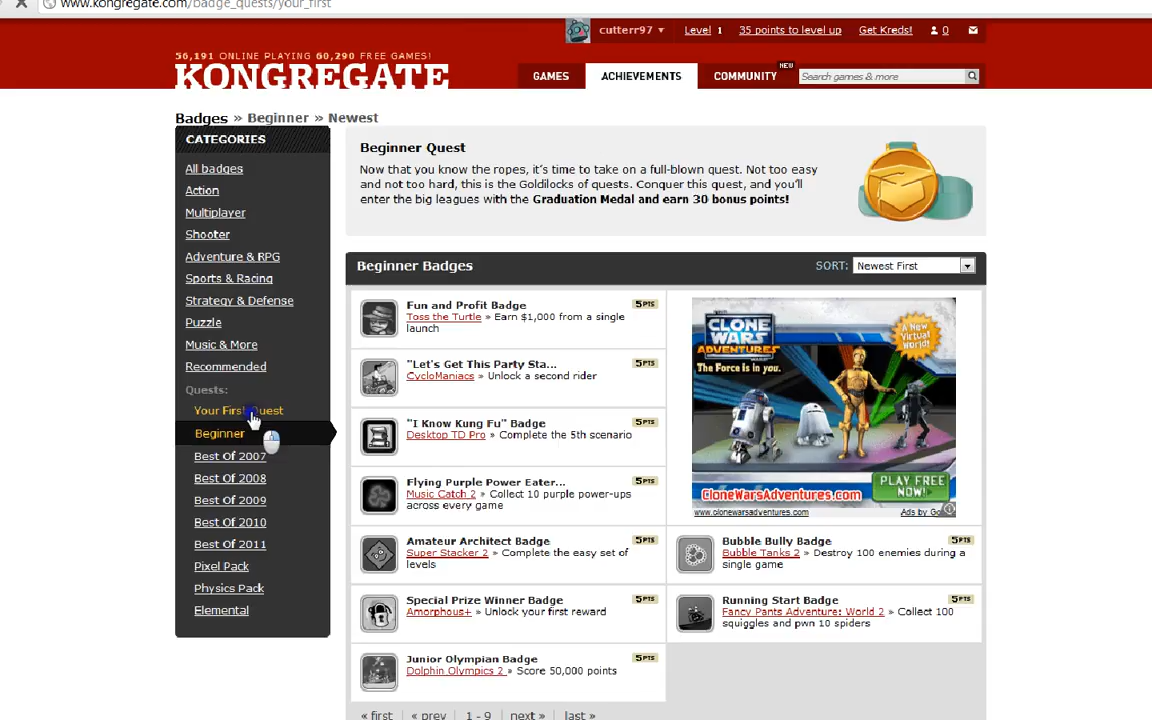 www.kongregate.com/badge_quests/your_first
cutterr97 ▼ Level 1 35 points to level up Get Kreds! 0
56,191 ONLINE PLAYING 60,290 FREE GAMES!
KONGREGATE
GAMES ACHIEVEMENTS COMMUNITY NEW Search games & more
Badges » Beginner » Newest
CATEGORIES
All badges
Action
Multiplayer
Shooter
Adventure & RPG
Sports & Racing
Strategy & Defense
Puzzle
Music & More
Recommended
Quests:
Your First Quest
Beginner
Best Of 2007
Best Of 2008
Best Of 2009
Best Of 2010
Best Of 2011
Pixel Pack
Physics Pack
Elemental
Beginner Quest
Now that you know the ropes, it's time to take on a full-blown quest. Not too easy
and not too hard, this is the Goldilocks of quests. Conquer this quest, and you'll
enter the big leagues with the Graduation Medal and earn 30 bonus points!
Beginner Badges
SORT: Newest First
Fun and Profit Badge 5PTS
Toss the Turtle » Earn $1,000 from a single
launch
"Let's Get This Party Sta... 5PTS
CycloManiacs » Unlock a second rider
"I Know Kung Fu" Badge 5PTS
Desktop TD Pro » Complete the 5th scenario
Flying Purple Power Eater... 5PTS
Music Catch 2 » Collect 10 purple power-ups
across every game
Amateur Architect Badge 5PTS
Super Stacker 2 » Complete the easy set of
levels
Special Prize Winner Badge 5PTS
Amorphous+ » Unlock your first reward
Junior Olympian Badge 5PTS
Dolphin Olympics 2 » Score 50,000 points
CLONE
WARS
ADVENTURES
The Force is in you.
A New
Virtual
World!
CloneWarsAdventures.com
PLAY FREE
NOW!
www.clonewarsadventures.com Ads by Go
Bubble Bully Badge 5PTS
Bubble Tanks 2 » Destroy 100 enemies during a
single game
Running Start Badge 5PTS
Fancy Pants Adventure: World 2 » Collect 100
squiggles and pwn 10 spiders
« first | « prev | 1 - 9 | next » | last »